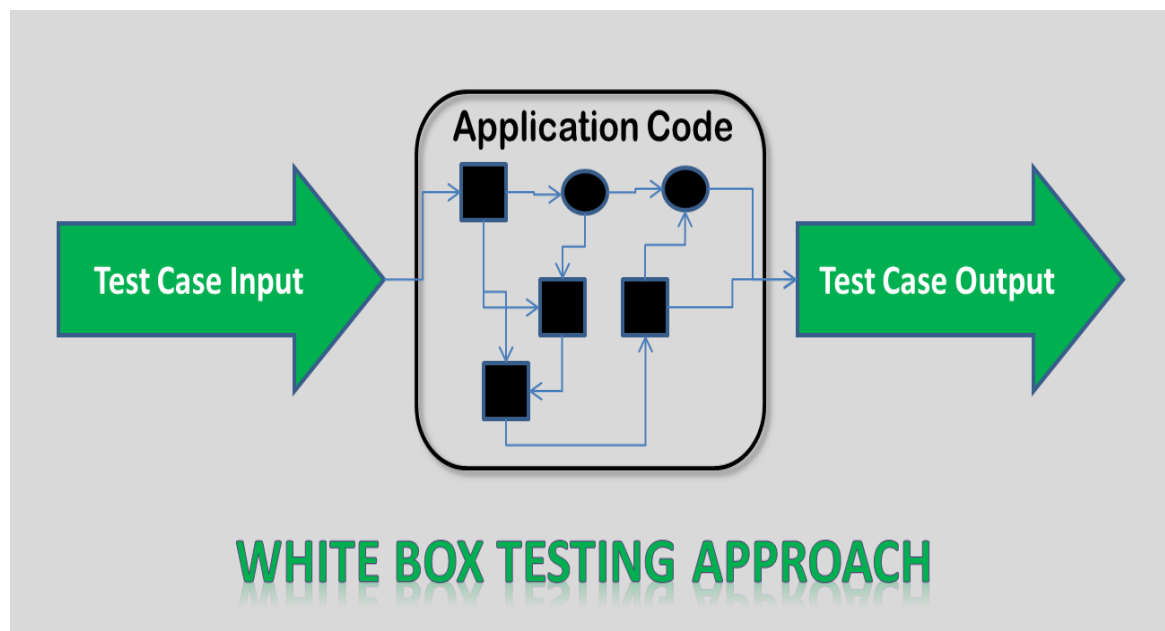 Application Code
Test Case Input
Test Case Output
WHITE BOX TESTING APPROACH